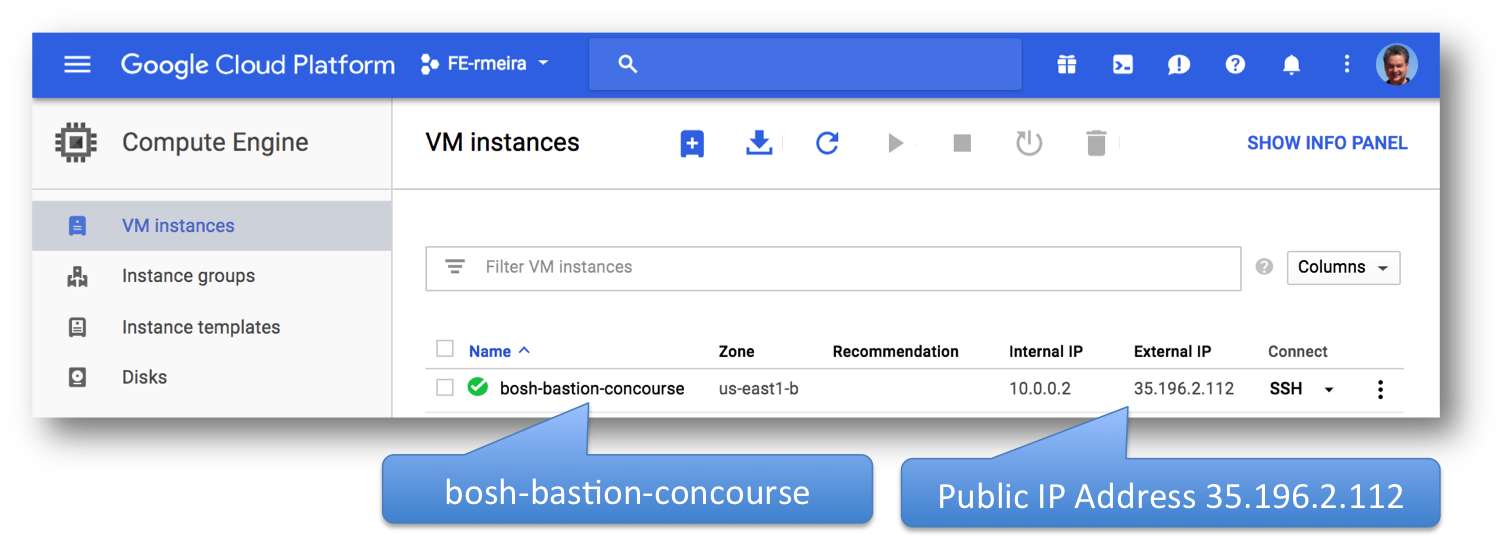 Google Cloud Platform FE-rmeira
Compute Engine
VM instances
SHOW INFO PANEL
VM instances
Instance groups
Instance templates
Disks
Filter VM instances
Columns
Name Zone Recommendation Internal IP External IP Connect
bosh-bastion-concourse us-east1-b 10.0.0.2 35.196.2.112 SSH
bosh-bastion-concourse
Public IP Address 35.196.2.112